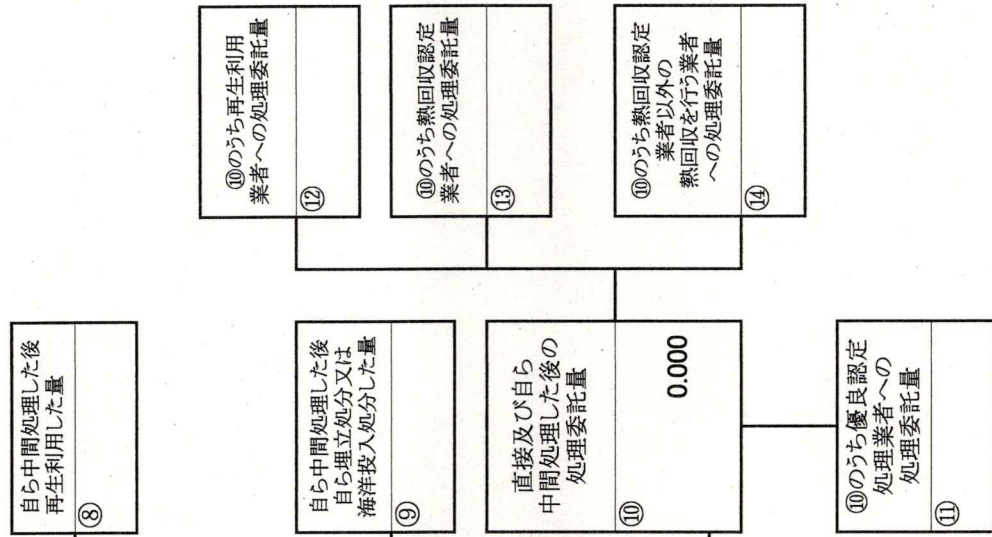 自ら中間処理した後
再生利用した量
⑧
自ら中間処理した後
自ら埋立処分又は
海洋投入処分した量
⑨
直接及び自ら
中間処理した後の
処理委託量
⑩
0.000
⑩のうち優良認定
処理業者への
処理委託量
⑪
⑩のうち再生利用
業者への処理委託量
⑫
⑩のうち熱回収認定
業者への処理委託量
⑬
⑩のうち熱回収認定
業者以外の
熱回収を行う業者
への処理委託量
⑭